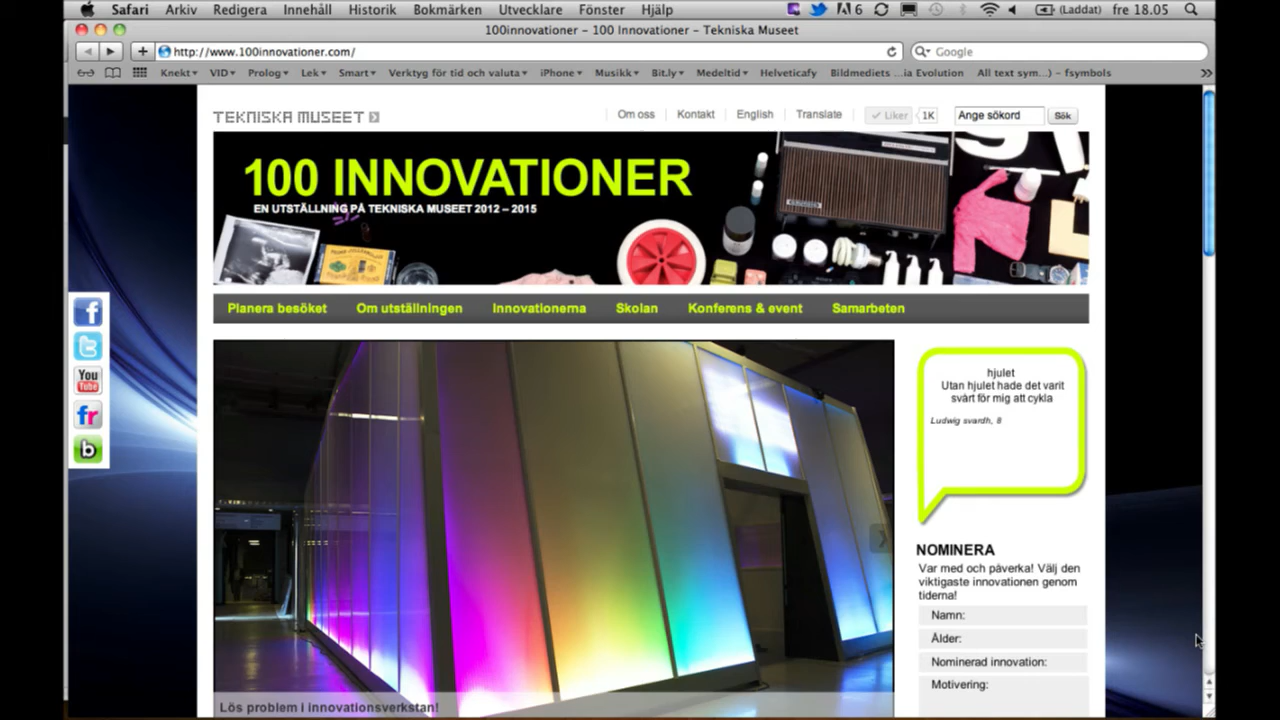 Safari Arkiv Redigera Innehåll Historik Bokmärken Utvecklare Fönster Hjälp 6 (Laddat) fre 18.05
100innovationer – 100 Innovationer – Tekniska Museet
http://www.100innovationer.com/ Google
Knekt VID Prolog Lek Smart Verktyg för tid och valuta iPhone Musikk Bit.ly Medeltid Helveticafy Bildmediets ...ia Evolution All text sym...) – fsymbols
TEKNISKA MUSEET
Om oss Kontakt English Translate Liker 1K Ange sökord Sök
100 INNOVATIONER
EN UTSTÄLLNING PÅ TEKNISKA MUSEET 2012 – 2015
Planera besöket Om utställningen Innovationerna Skolan Konferens & event Samarbeten
f
t
You
Tube
fr
b
hjulet
Utan hjulet hade det varit
svårt för mig att cykla
Ludwig svardh, 8
NOMINERA
Var med och påverka! Välj den
viktigaste innovationen genom
tiderna!
Namn:
Ålder:
Nominerad innovation:
Motivering:
Lös problem i innovationsverkstan!